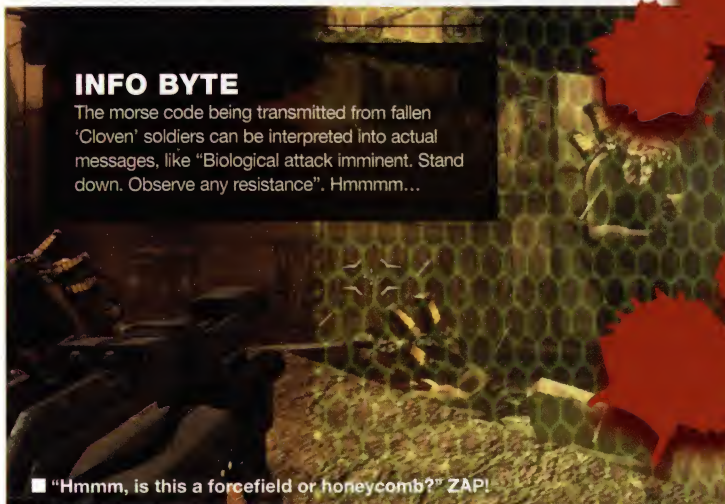 INFO BYTE
The morse code being transmitted from fallen
'Cloven' soldiers can be interpreted into actual
messages, like “Biological attack imminent. Stand
down. Observe any resistance”. Hmmmm...
■ “Hmmm, is this a forcefield or honeycomb?” ZAP!